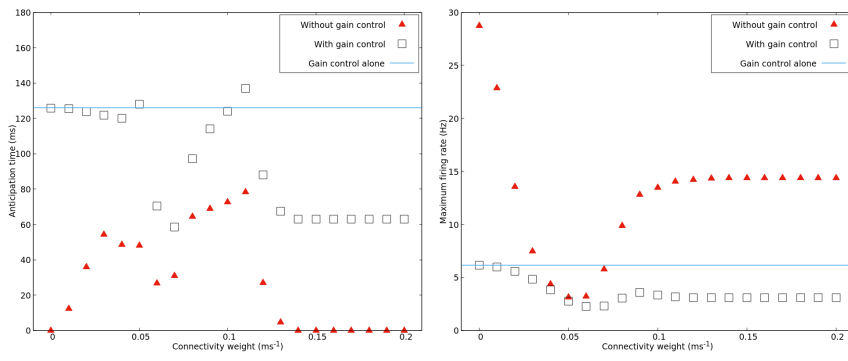 180
160
140
120
100
80
60
40
20
0
Anticipation time (ms)
0
0.05
0.1
0.15
0.2
Connectivity weight (ms⁻¹)
Without gain control
With gain control
Gain control alone
30
25
20
15
10
5
0
Maximum firing rate (Hz)
0
0.05
0.1
0.15
0.2
Connectivity weight (ms⁻¹)
Without gain control
With gain control
Gain control alone